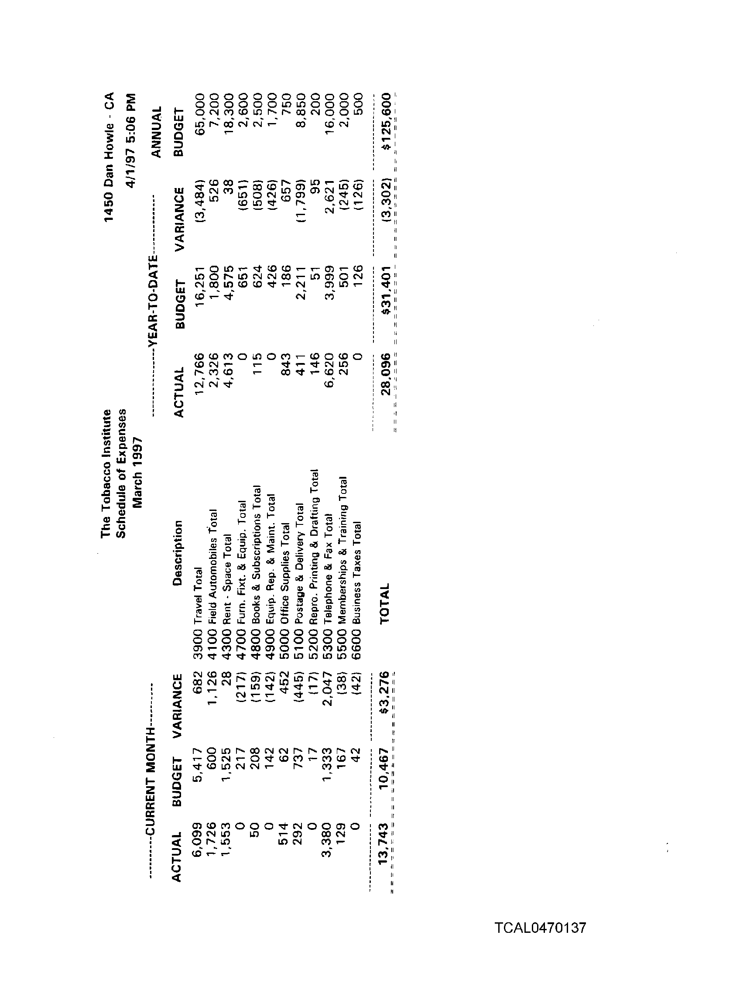 The Tobacco Institute 1450 Dan Howle - CA
Schedule of Expenses 4/1/97 5:06 PM
March 1997
----------CURRENT MONTH---------- ----------------YEAR-TO-DATE---------------- ANNUAL
ACTUAL BUDGET VARIANCE Description ACTUAL BUDGET VARIANCE BUDGET
6,099 5,417 682 3900 Travel Total 12,766 16,251 (3,484) 65,000
1,726 600 1,126 4100 Field Automobiles Total 2,326 1,800 526 7,200
1,553 1,525 28 4300 Rent - Space Total 4,613 4,575 38 18,300
0 217 (217) 4700 Furn. Fixt. & Equip. Total 0 651 (651) 2,600
50 208 (159) 4800 Books & Subscriptions Total 115 624 (508) 2,500
0 142 (142) 4900 Equip. Rep. & Maint. Total 0 426 (426) 1,700
514 62 452 5000 Office Supplies Total 843 186 657 750
292 737 (445) 5100 Postage & Delivery Total 411 2,211 (1,799) 8,850
0 17 (17) 5200 Repro. Printing & Drafting Total 146 51 95 200
3,380 1,333 2,047 5300 Telephone & Fax Total 6,620 3,999 2,621 16,000
129 167 (38) 5500 Memberships & Training Total 256 501 (245) 2,000
0 42 (42) 6600 Business Taxes Total 0 126 (126) 500
13,743 10,467 $3,276 TOTAL 28,096 $31,401 (3,302) $125,600
TCAL0470137